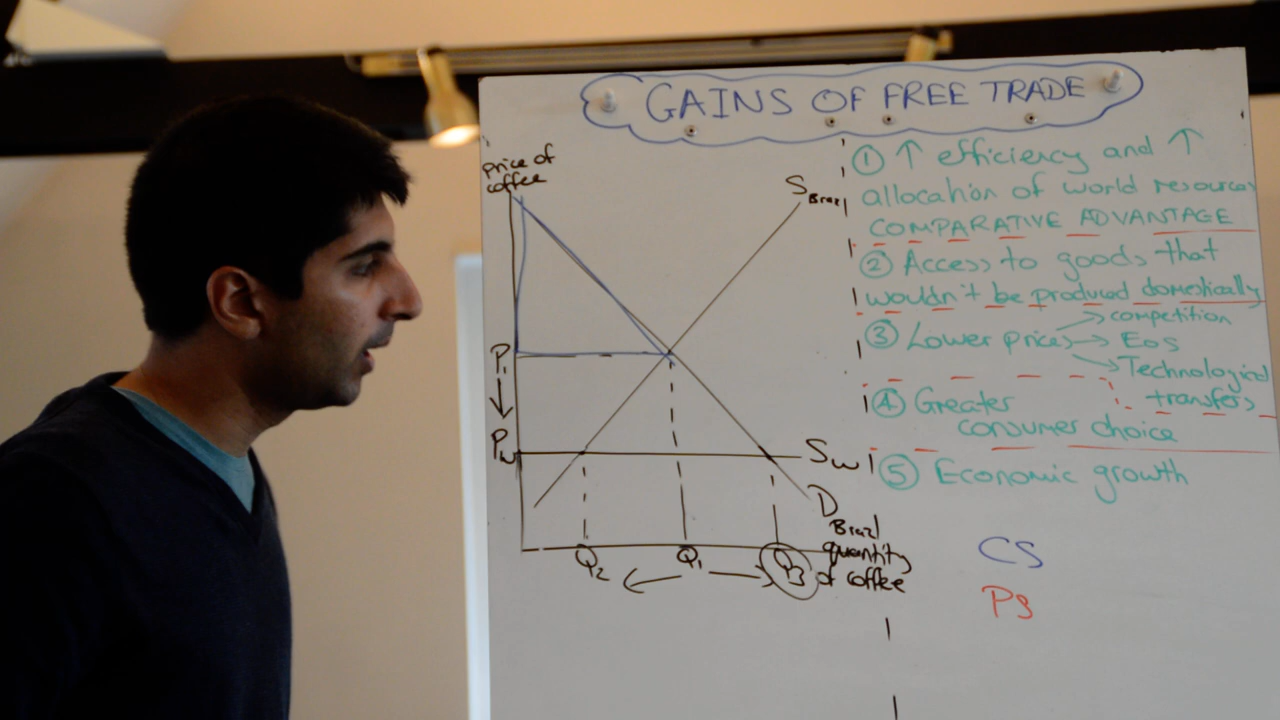 GAINS OF FREE TRADE
price of
coffee
S Brazil
P1
Pw
Sw
D Brazil
Q2
Q1
Q3
quantity
of coffee
① ↑ efficiency and ↑
allocation of world resources
COMPARATIVE ADVANTAGE
② Access to goods that
wouldn't be produced domestically
③ Lower prices → competition
→ EoS
→ Technological
transfers
④ Greater
consumer choice
⑤ Economic growth
CS
PS